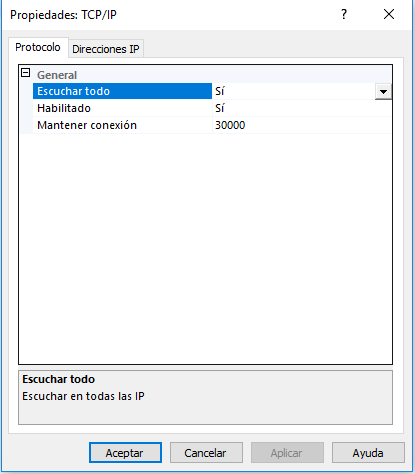 Propiedades: TCP/IP
Protocolo Direcciones IP
General
Escuchar todo Sí
Habilitado Sí
Mantener conexión 30000
Escuchar todo
Escuchar en todas las IP
Aceptar Cancelar Aplicar Ayuda